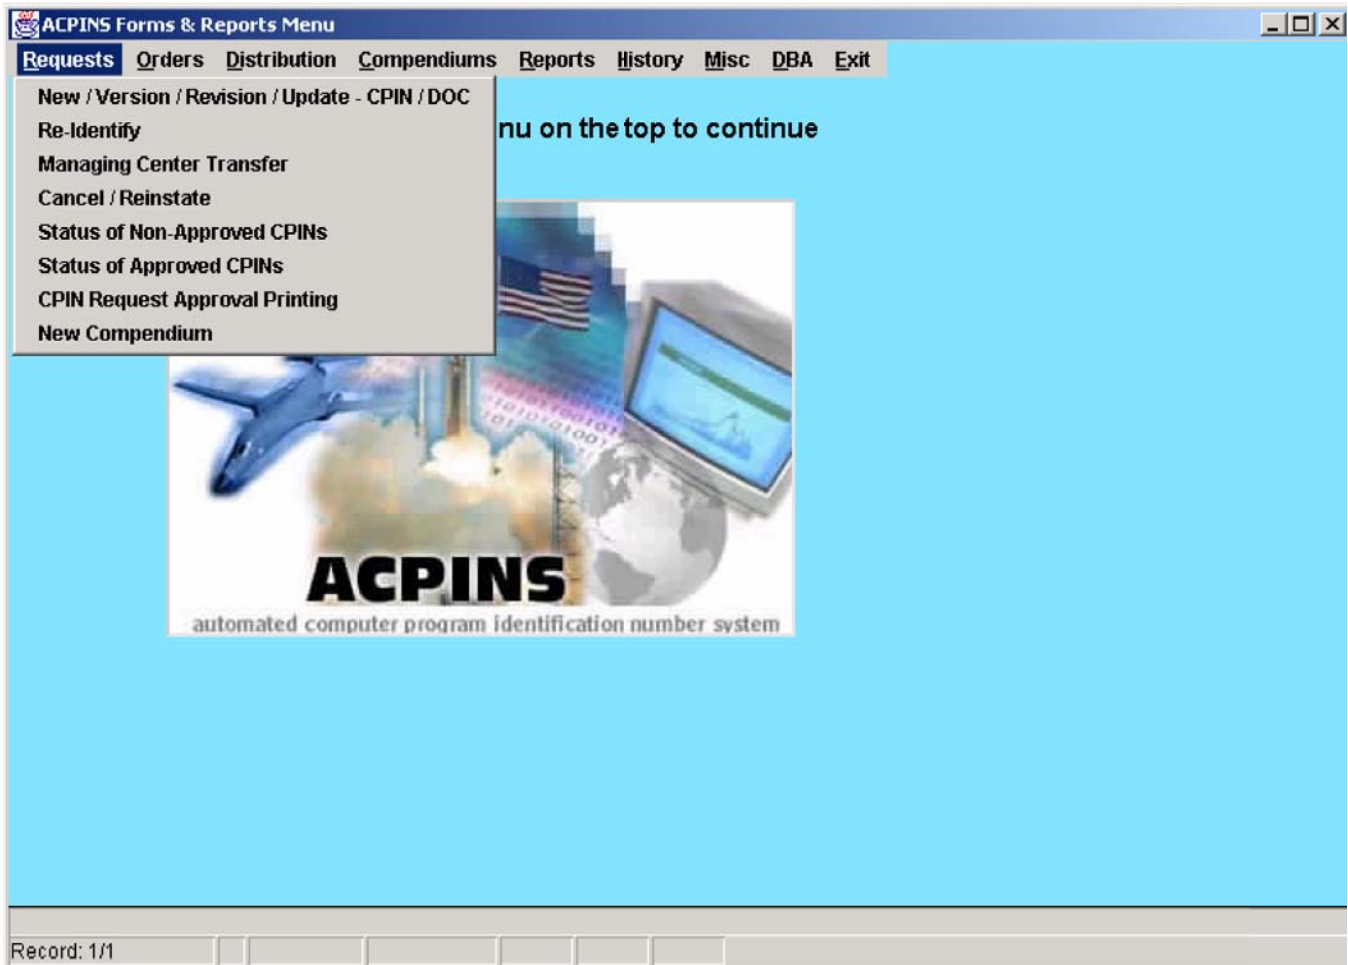 ACPINS Forms & Reports Menu
Requests Orders Distribution Compendiums Reports History Misc DBA Exit
New / Version / Revision / Update - CPIN / DOC
Re-Identify
nu on the top to continue
Managing Center Transfer
Cancel / Reinstate
Status of Non-Approved CPINs
Status of Approved CPINs
CPIN Request Approval Printing
New Compendium
ACPINS
automated computer program identification number system
Record: 1/1